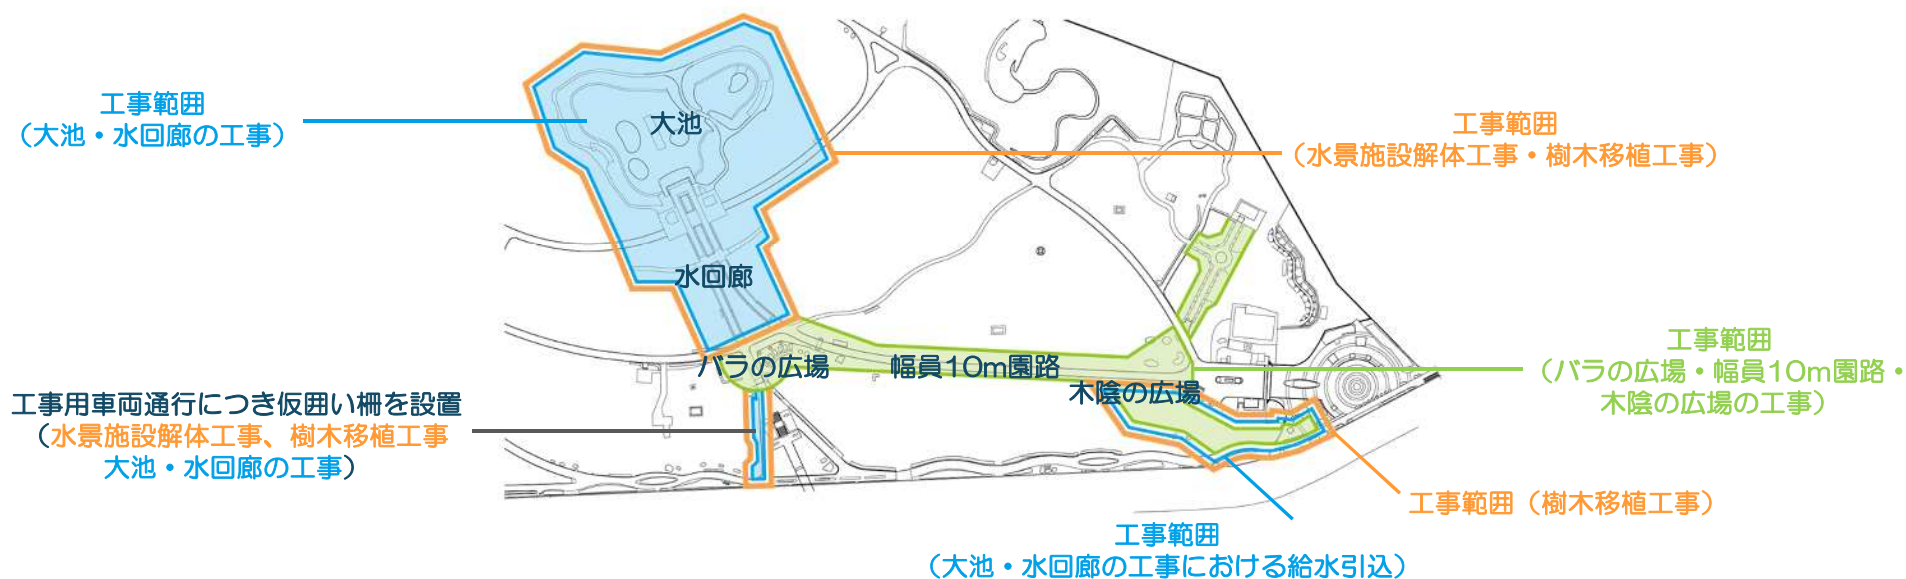 工事範囲
（大池・水回廊の工事）
大池
工事範囲
（水景施設解体工事・樹木移植工事）
水回廊
バラの広場
幅員10m園路
木陰の広場
工事範囲
（バラの広場・幅員10m園路・
木陰の広場の工事）
工事用車両通行につき仮囲い柵を設置
（水景施設解体工事、樹木移植工事
大池・水回廊の工事）
工事範囲（樹木移植工事）
工事範囲
（大池・水回廊の工事における給水引込）